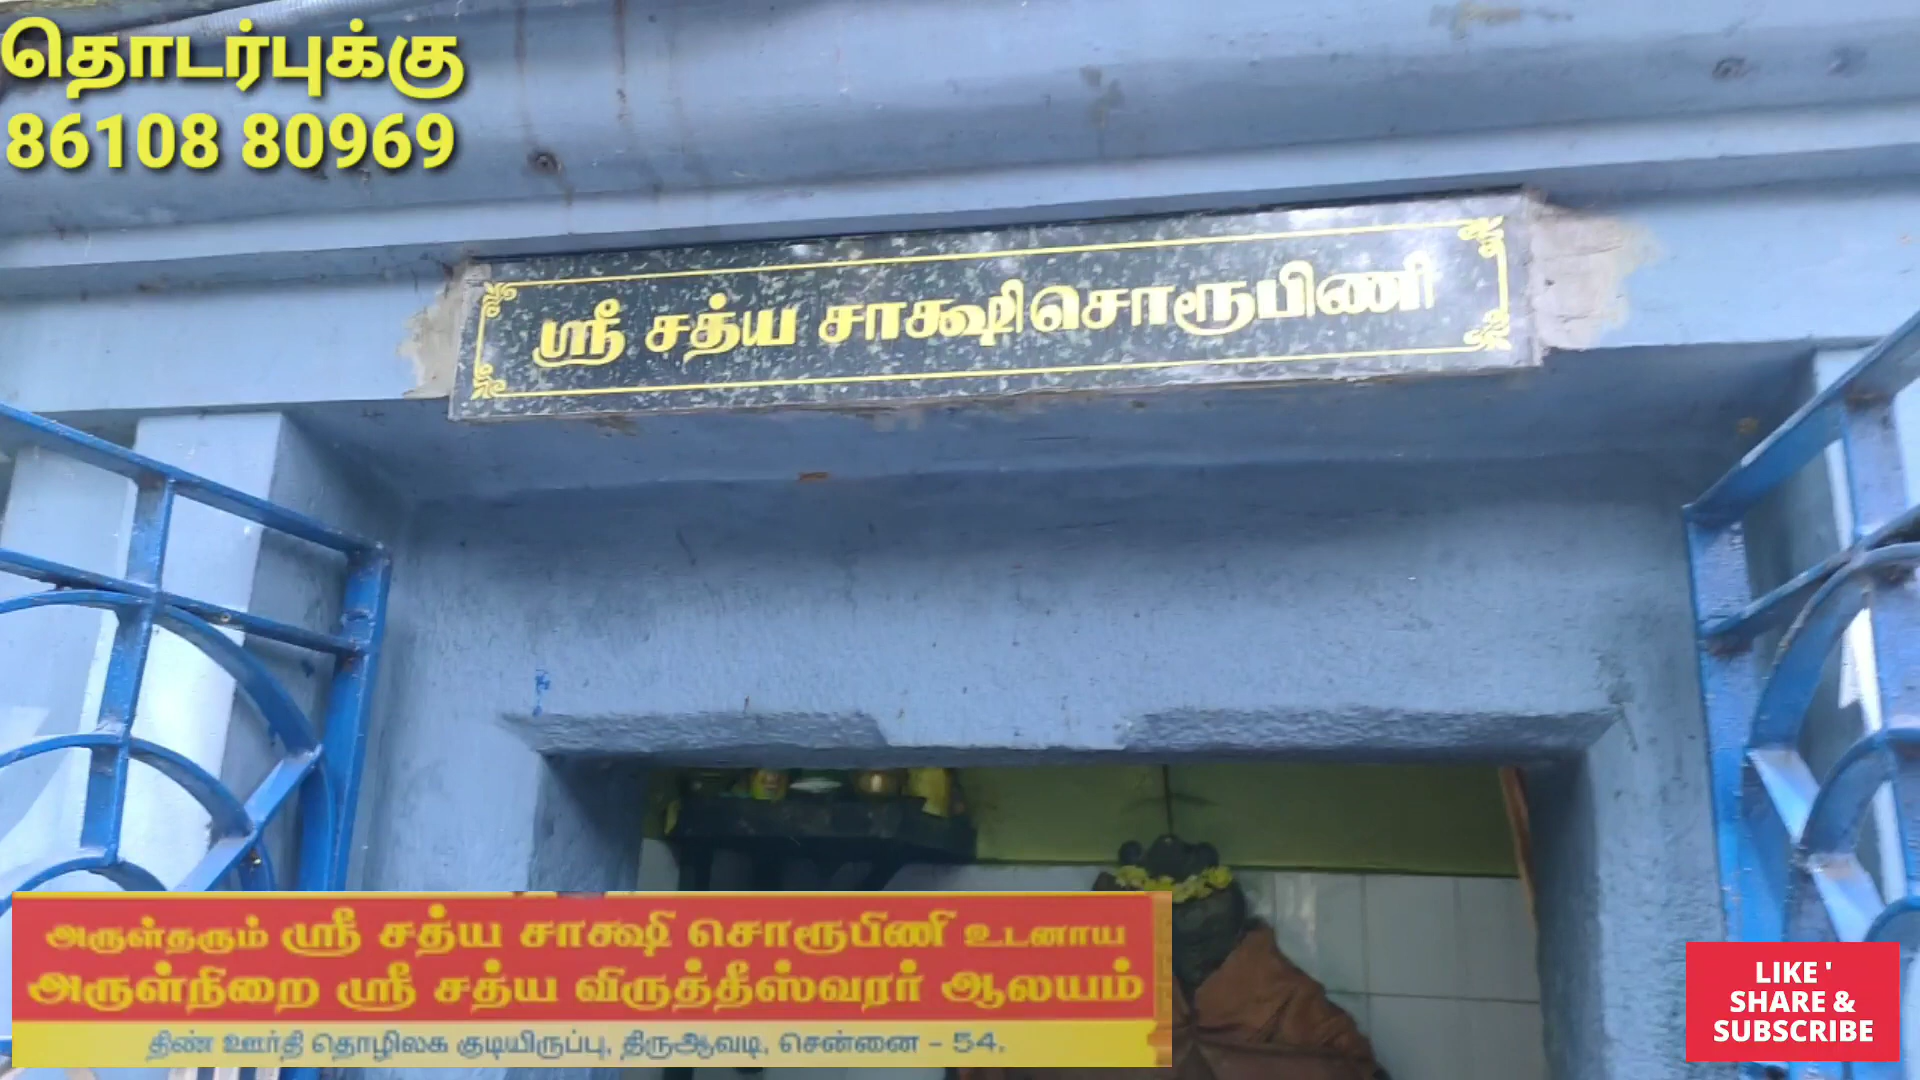 தொடர்புக்கு
86108 80969
ஸ்ரீ சத்ய சாக்ஷிசொரூபிணி
அருள்தரும் ஸ்ரீ சத்ய சாக்ஷி சொரூபிணி உடனாய
அருள்நிறை ஸ்ரீ சத்ய விருத்தீஸ்வரர் ஆலயம்
திண் ஊர்தி தொழிலக குடியிருப்பு, திருஆவடி, சென்னை - 54.
LIKE '
SHARE &
SUBSCRIBE